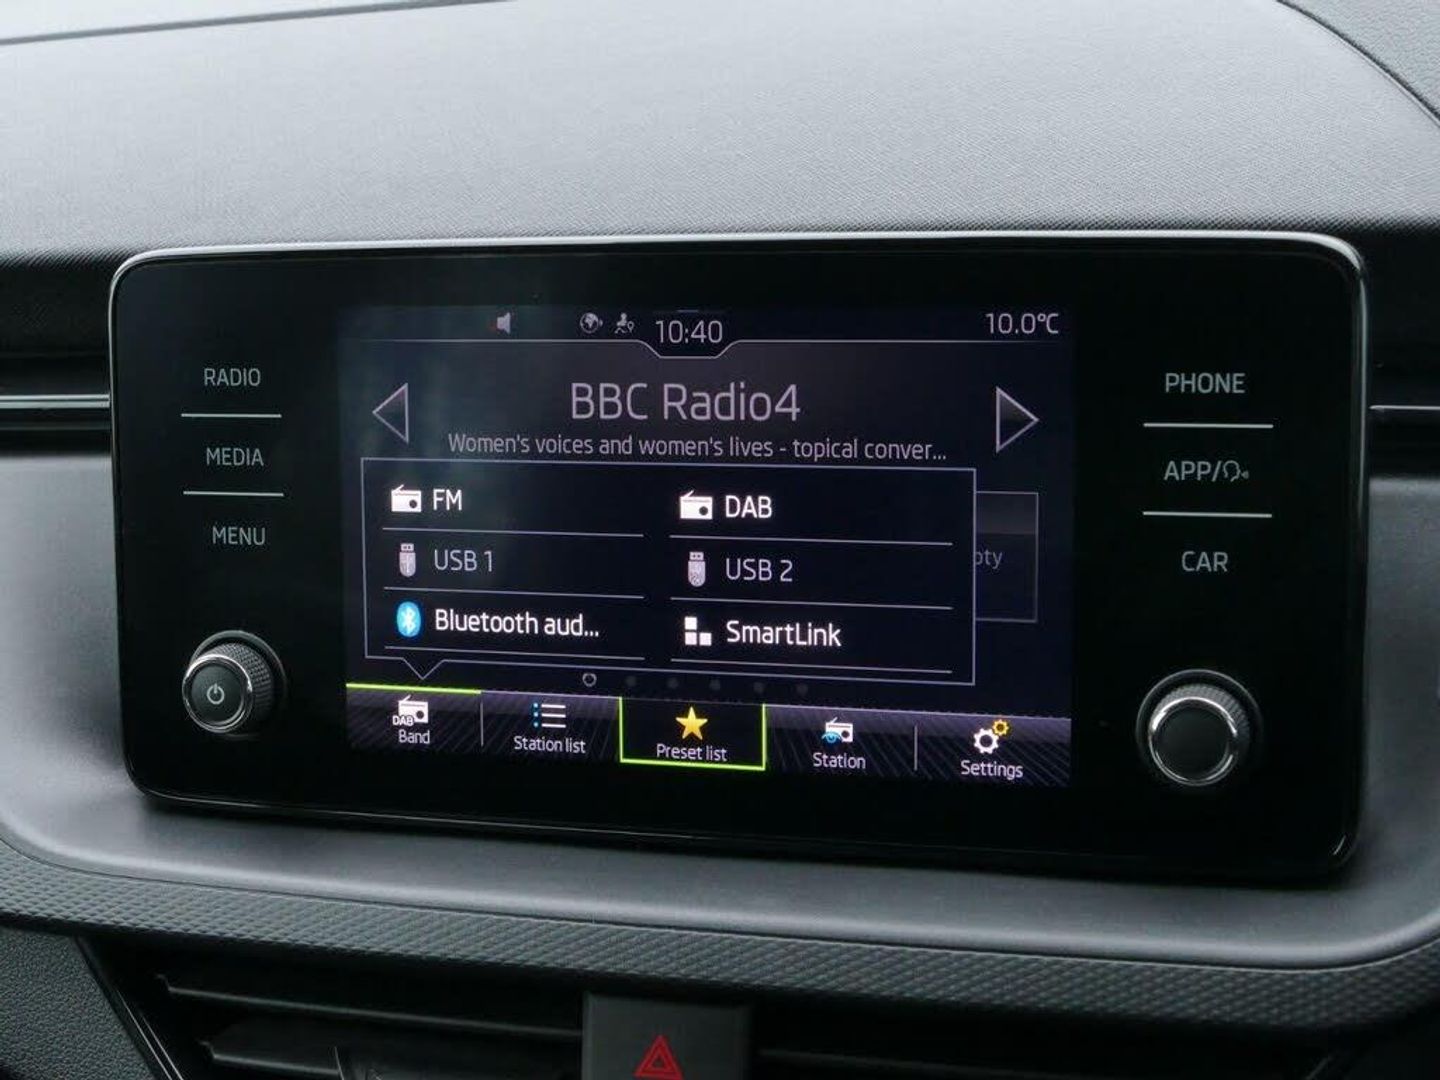 10:40
10.0°C
RADIO
MEDIA
MENU
BBC Radio4
Women's voices and women's lives - topical conver...
FM
DAB
USB 1
USB 2
Bluetooth aud...
SmartLink
DAB
Band
Station list
Preset list
Station
Settings
PHONE
APP/
CAR